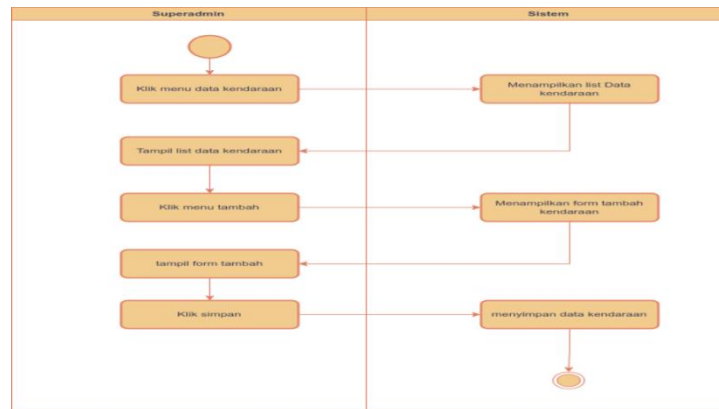 Superadmin
Sistem
Klik menu data kendaraan
Menampilkan list Data
kendaraan
Tampil list data kendaraan
Klik menu tambah
Menampilkan form tambah
kendaraan
tampil form tambah
Klik simpan
menyimpan data kendaraan